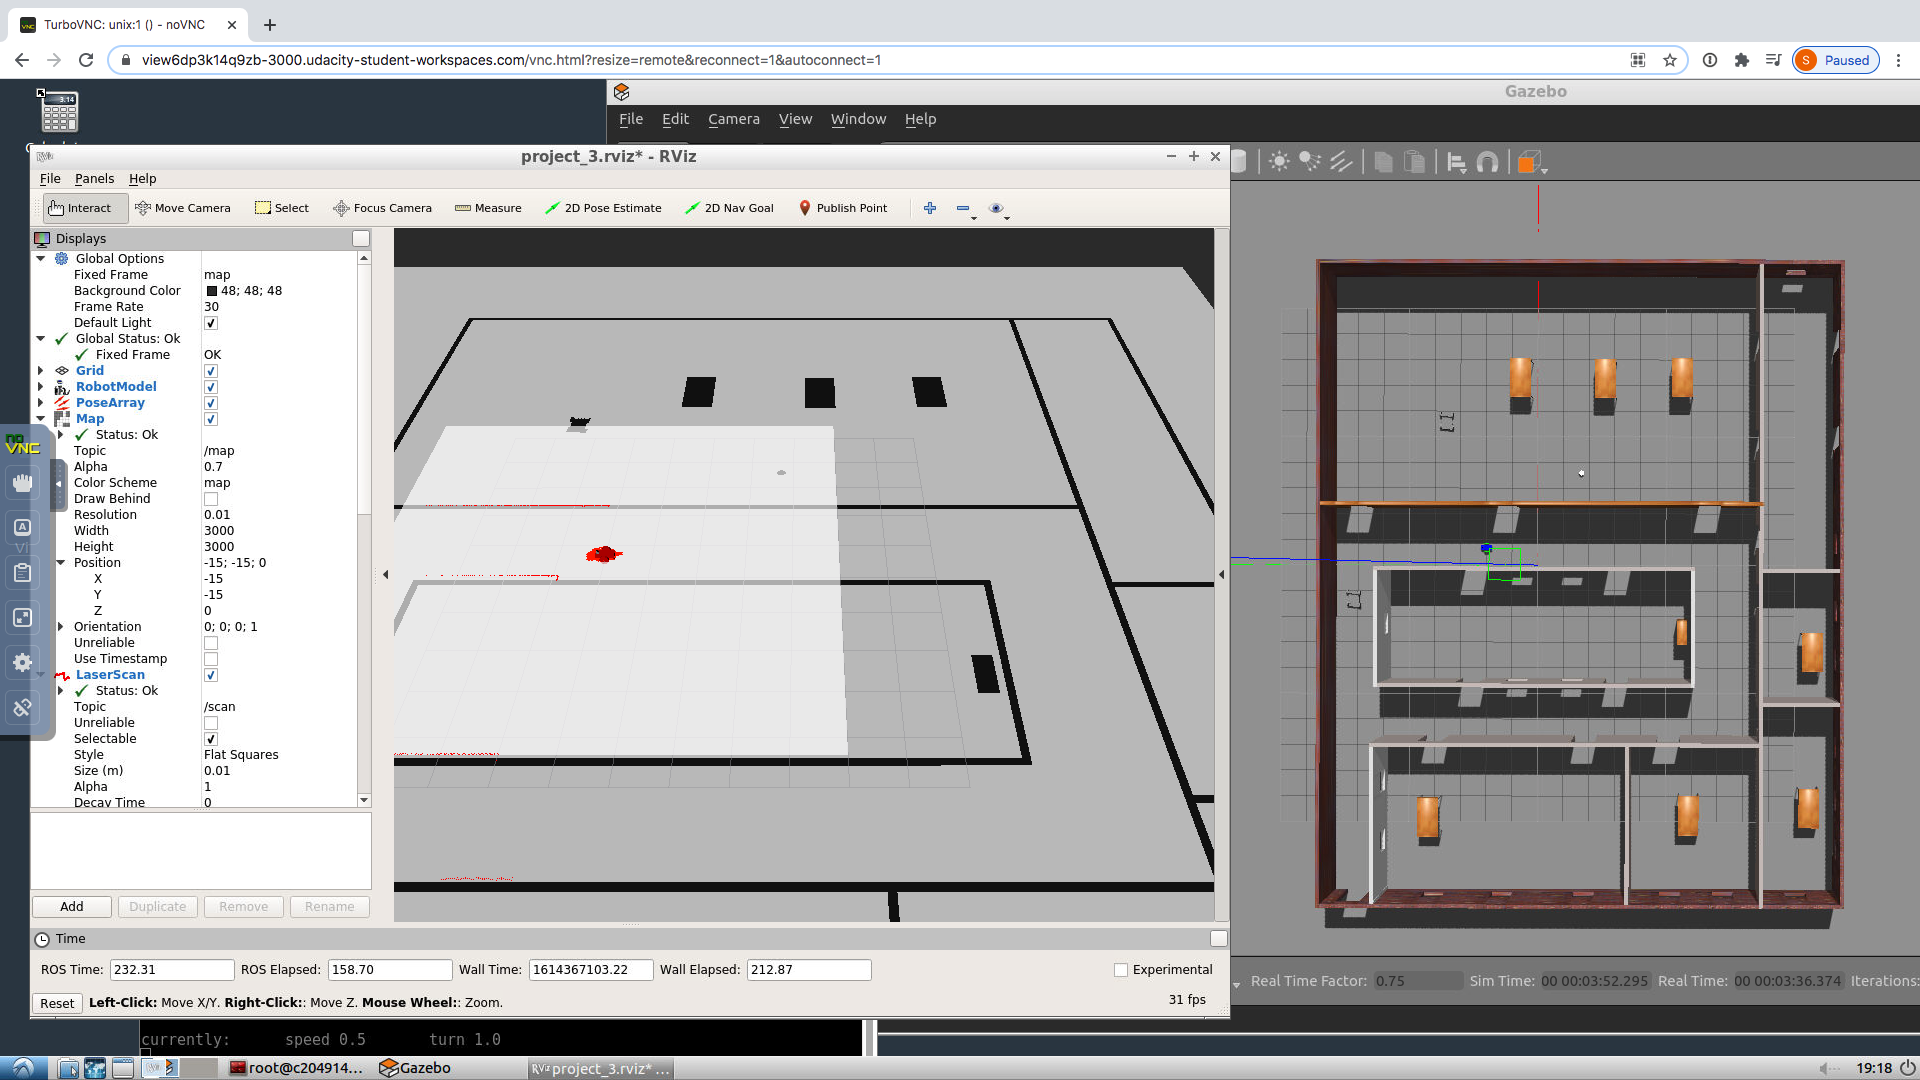 TurboVNC: unix:1 () - noVNC
view6dp3k14q9zb-3000.udacity-student-workspaces.com/vnc.html?resize=remote&reconnect=1&autoconnect=1
S Paused
3.14
Gazebo
File Edit Camera View Window Help
project_3.rviz* - RViz
File Panels Help
Interact Move Camera Select Focus Camera Measure 2D Pose Estimate 2D Nav Goal Publish Point
Displays
Global Options
Fixed Frame map
Background Color 48; 48; 48
Frame Rate 30
Default Light
Global Status: Ok
Fixed Frame OK
Grid
RobotModel
PoseArray
Map
Status: Ok
Topic /map
Alpha 0.7
Color Scheme map
Draw Behind
Resolution 0.01
Width 3000
Height 3000
Position -15; -15; 0
X -15
Y -15
Z 0
Orientation 0; 0; 0; 1
Unreliable
Use Timestamp
LaserScan
Status: Ok
Topic /scan
Unreliable
Selectable
Style Flat Squares
Size (m) 0.01
Alpha 1
Decay Time 0
no
VNC
A
Add Duplicate Remove Rename
Time
ROS Time: 232.31 ROS Elapsed: 158.70 Wall Time: 1614367103.22 Wall Elapsed: 212.87 Experimental
Reset Left-Click: Move X/Y. Right-Click:: Move Z. Mouse Wheel:: Zoom. 31 fps
Real Time Factor: 0.75 Sim Time: 00 00:03:52.295 Real Time: 00 00:03:36.374 Iterations:
currently: speed 0.5 turn 1.0
root@c204914... Gazebo project_3.rviz* ... 19:18